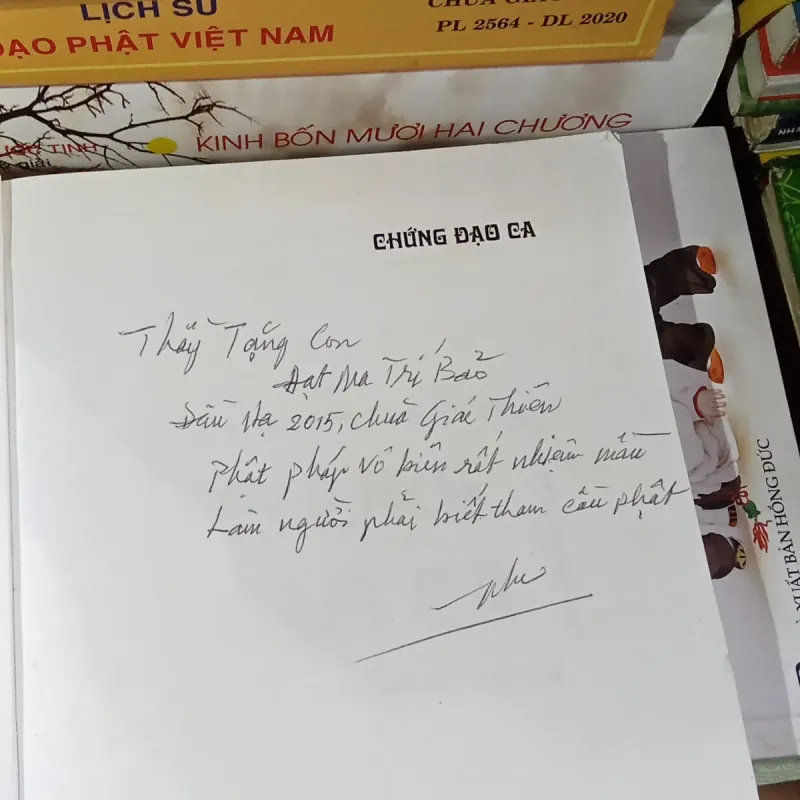 LỊCH SỬ
ĐẠO PHẬT VIỆT NAM
PL 2564 - DL 2020
KINH BỐN MƯƠI HAI CHƯƠNG
CHỨNG ĐẠO CA
Thầy Tặng Con
Đạt Ma Trí Bảo
Đầu Hạ 2015, chùa Giác Thiên
Phật pháp vô biên rất nhiệm mầu
Làm người phải biết tham cầu phật
XUẤT BẢN HỒNG ĐỨC